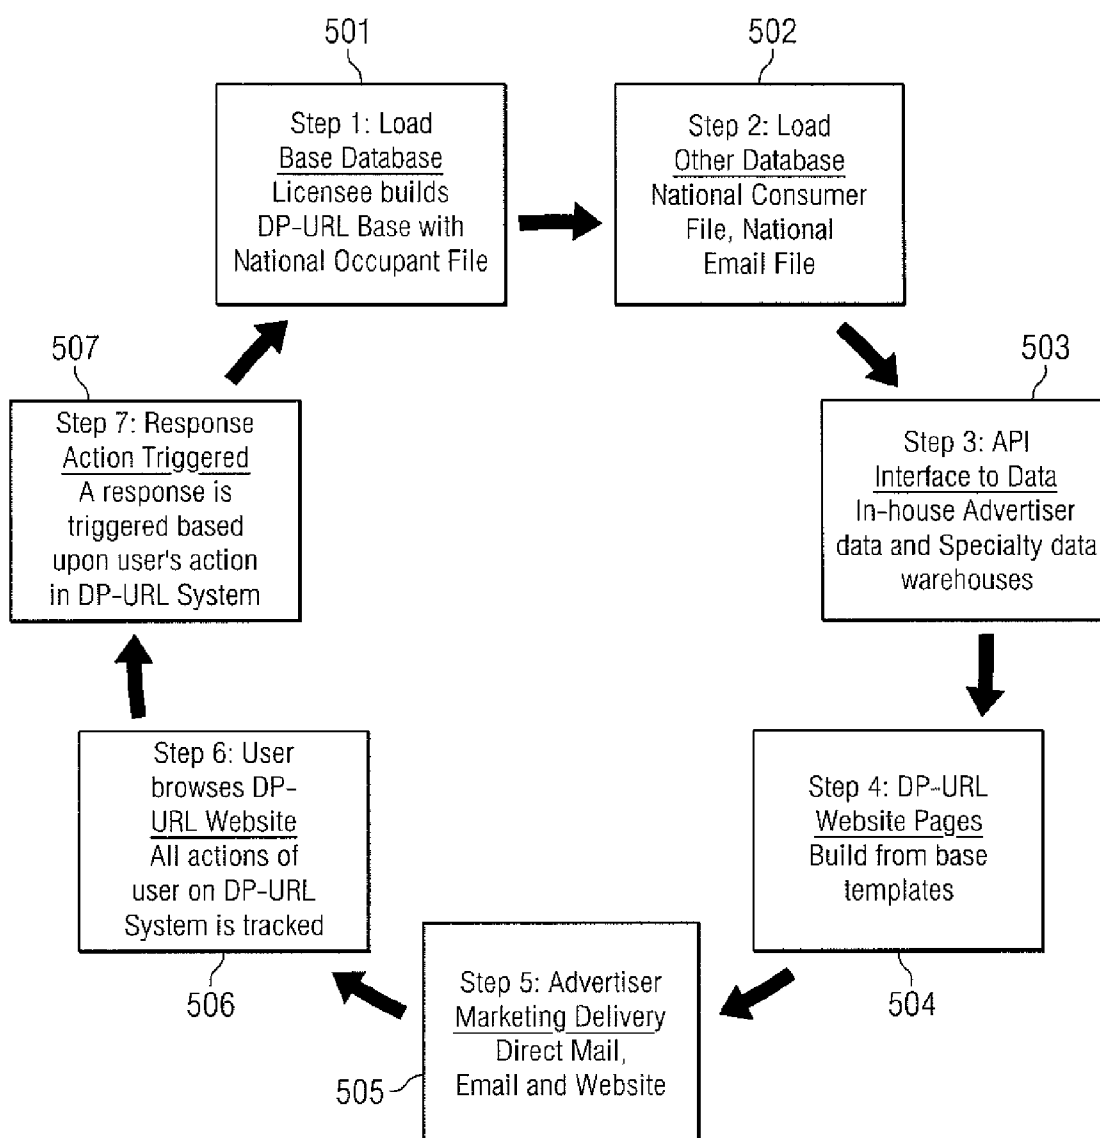 501
Step 1: Load
Base Database
Licensee builds
DP-URL Base with
National Occupant File
502
Step 2: Load
Other Database
National Consumer
File, National
Email File
503
Step 3: API
Interface to Data
In-house Advertiser
data and Specialty data
warehouses
Step 4: DP-URL
Website Pages
Build from base
templates
504
Step 5: Advertiser
Marketing Delivery
Direct Mail,
Email and Website
505
Step 6: User
browses DP-
URL Website
All actions of
user on DP-URL
System is tracked
506
507
Step 7: Response
Action Triggered
A response is
triggered based
upon user's action
in DP-URL System